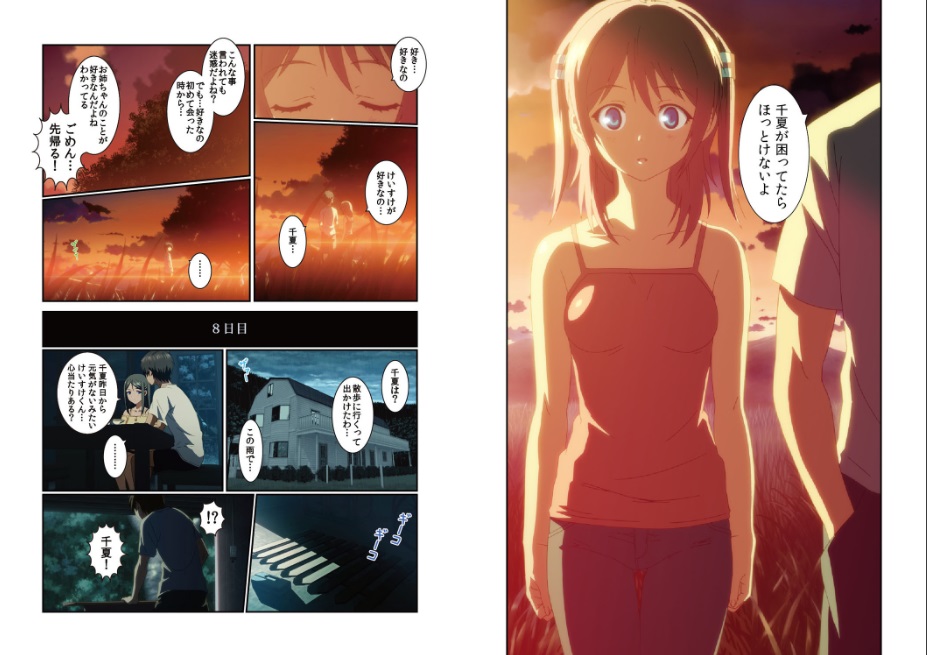 千夏が困ってたら
ほっとけないよ
好き…
好きなの
こんな事
言われても
迷惑だよね？
でも…好きなの
初めて会った
時から…
お姉ちゃんのことが
好きなんだよね
わかってる
ごめん…
先帰る！
けいすけが
好きなの…
千夏…
……
８日目
千夏は？
散歩に行くって
出かけたわ…
この雨で…
千夏昨日から
元気がないみたい
けいすけくん…
心当たりある？
………
ギーコ
ギーコ
!?
千夏！